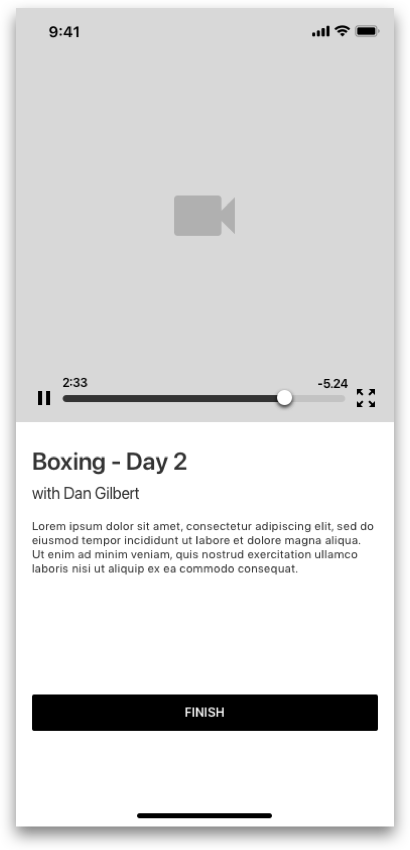 9:41
2:33
-5.24
Boxing - Day 2
with Dan Gilbert
Lorem ipsum dolor sit amet, consectetur adipiscing elit, sed do
eiusmod tempor incididunt ut labore et dolore magna aliqua.
Ut enim ad minim veniam, quis nostrud exercitation ullamco
laboris nisi ut aliquip ex ea commodo consequat.
FINISH